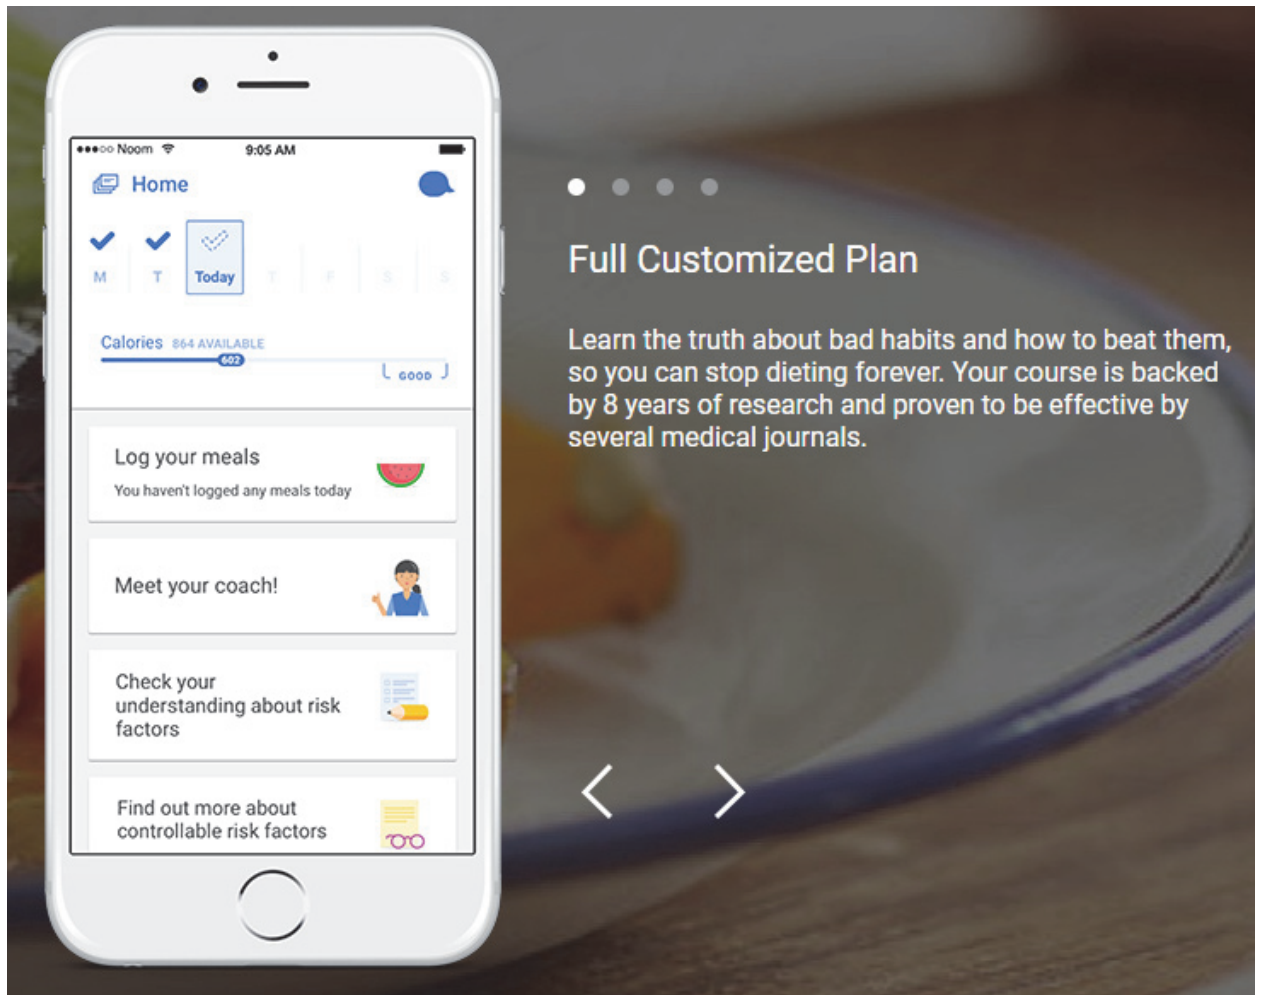 Noom
9:05 AM
Home
M T Today T F S S
Calories 864 AVAILABLE
602
GOOD
Log your meals
You haven't logged any meals today
Meet your coach!
Check your
understanding about risk
factors
Find out more about
controllable risk factors
Full Customized Plan
Learn the truth about bad habits and how to beat them,
so you can stop dieting forever. Your course is backed
by 8 years of research and proven to be effective by
several medical journals.